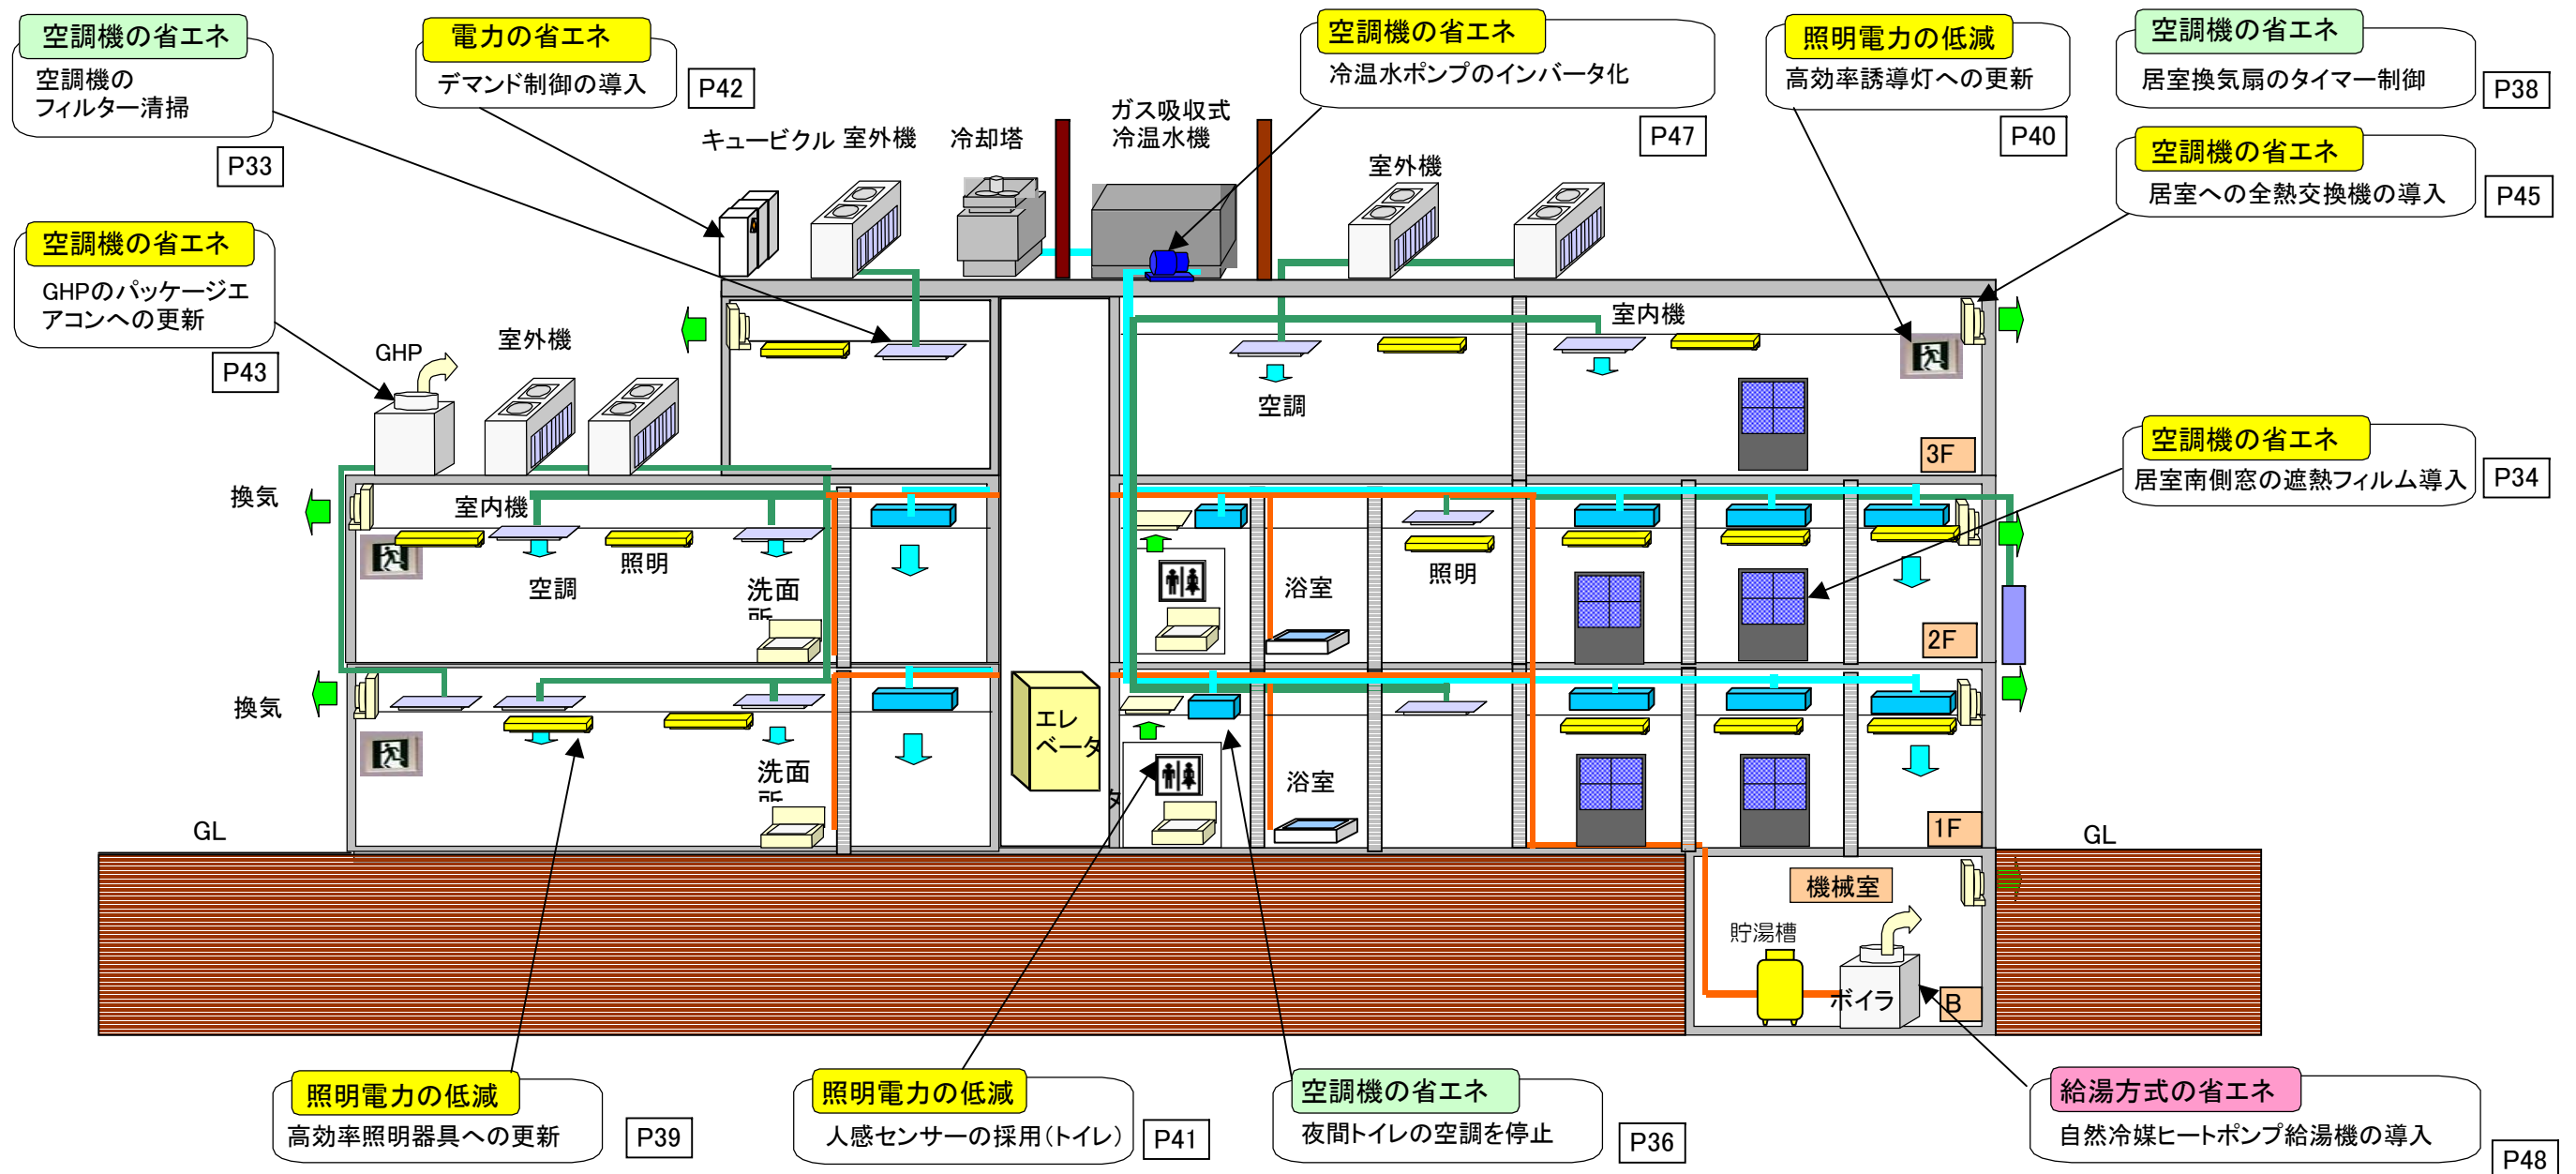 空調機の省エネ
空調機の
フィルター清掃
P33
電力の省エネ
デマンド制御の導入
P42
空調機の省エネ
冷温水ポンプのインバータ化
P47
照明電力の低減
高効率誘導灯への更新
P40
空調機の省エネ
居室換気扇のタイマー制御
P38
空調機の省エネ
居室への全熱交換機の導入
P45
キュービクル
室外機
冷却塔
ガス吸収式
冷温水機
室外機
空調機の省エネ
GHPのパッケージエ
アコンへの更新
P43
GHP
室外機
室内機
空調
3F
空調機の省エネ
居室南側窓の遮熱フィルム導入
P34
換気
室内機
照明
空調
洗面
所
浴室
照明
2F
換気
エレ
ベータ
洗面
所
浴室
1F
GL
GL
機械室
貯湯槽
ボイラ
B
照明電力の低減
高効率照明器具への更新
P39
照明電力の低減
人感センサーの採用(トイレ)
P41
空調機の省エネ
夜間トイレの空調を停止
P36
給湯方式の省エネ
自然冷媒ヒートポンプ給湯機の導入
P48